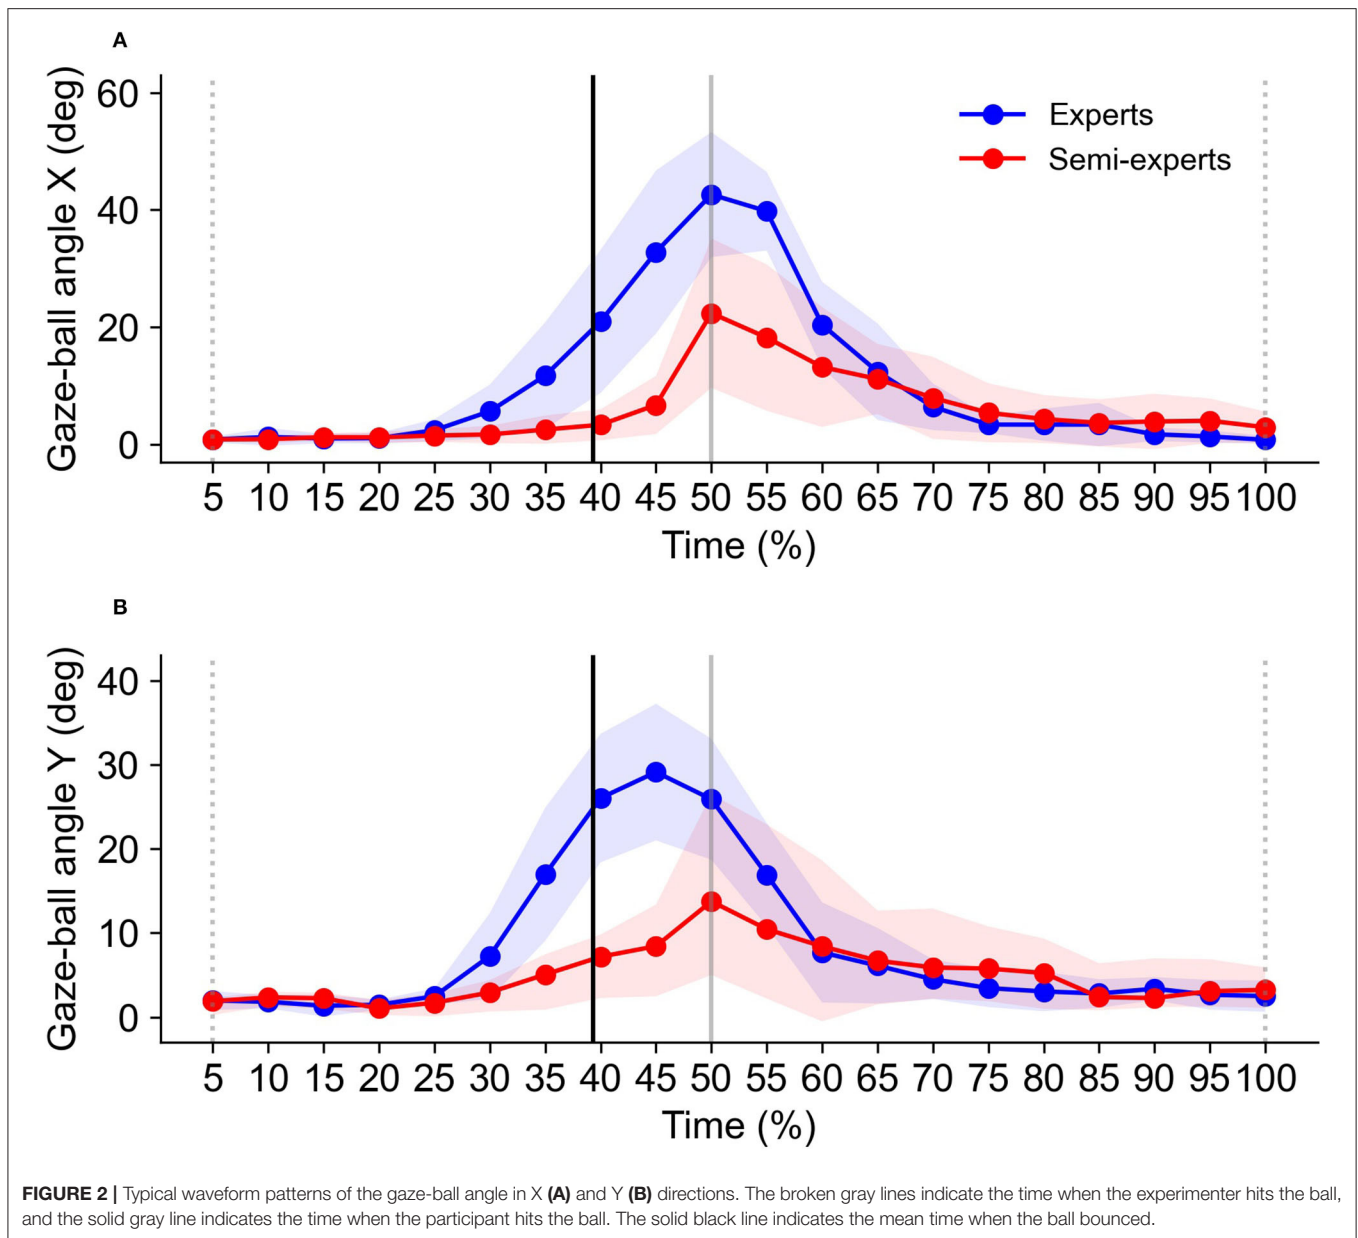 A
Gaze-ball angle X (deg)
60
40
20
0
Experts
Semi-experts
5 10 15 20 25 30 35 40 45 50 55 60 65 70 75 80 85 90 95 100
Time (%)
B
Gaze-ball angle Y (deg)
40
30
20
10
0
5 10 15 20 25 30 35 40 45 50 55 60 65 70 75 80 85 90 95 100
Time (%)
FIGURE 2 | Typical waveform patterns of the gaze-ball angle in X (A) and Y (B) directions. The broken gray lines indicate the time when the experimenter hits the ball,
and the solid gray line indicates the time when the participant hits the ball. The solid black line indicates the mean time when the ball bounced.